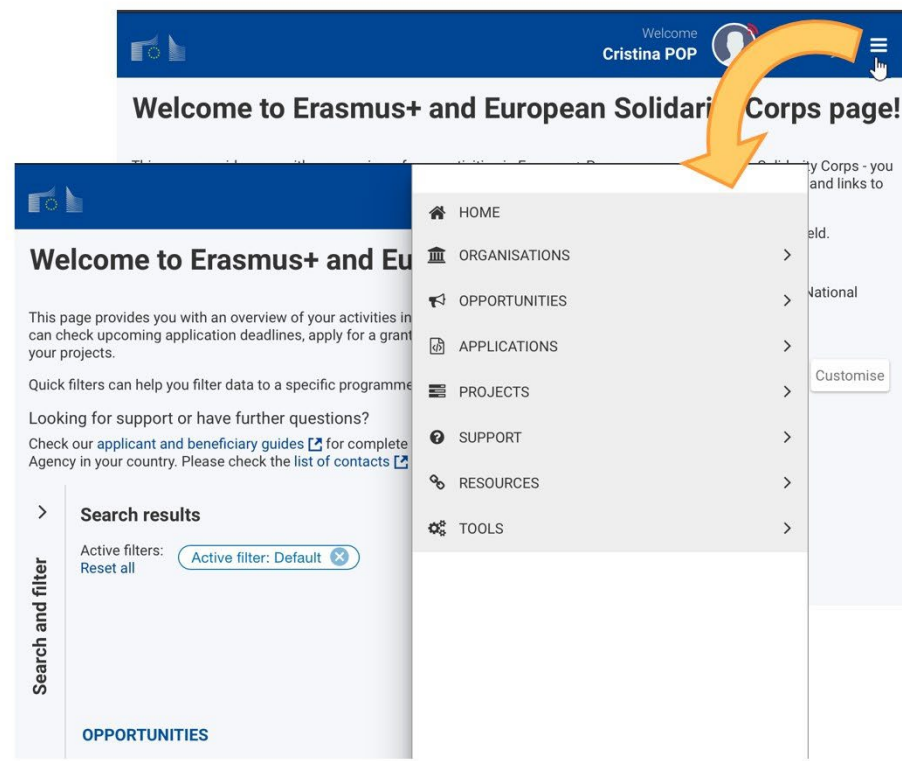 Welcome
Cristina POP
Welcome to Erasmus+ and European Solidari Corps page!
y Corps - you
and links to
eld.
National
Customise
Welcome to Erasmus+ and Eu
This page provides you with an overview of your activities in
can check upcoming application deadlines, apply for a grant
your projects.
Quick filters can help you filter data to a specific programme
Looking for support or have further questions?
Check our applicant and beneficiary guides for complete
Agency in your country. Please check the list of contacts
Search and filter
Search results
Active filters:
Reset all
Active filter: Default
OPPORTUNITIES
HOME
ORGANISATIONS
OPPORTUNITIES
APPLICATIONS
PROJECTS
SUPPORT
RESOURCES
TOOLS